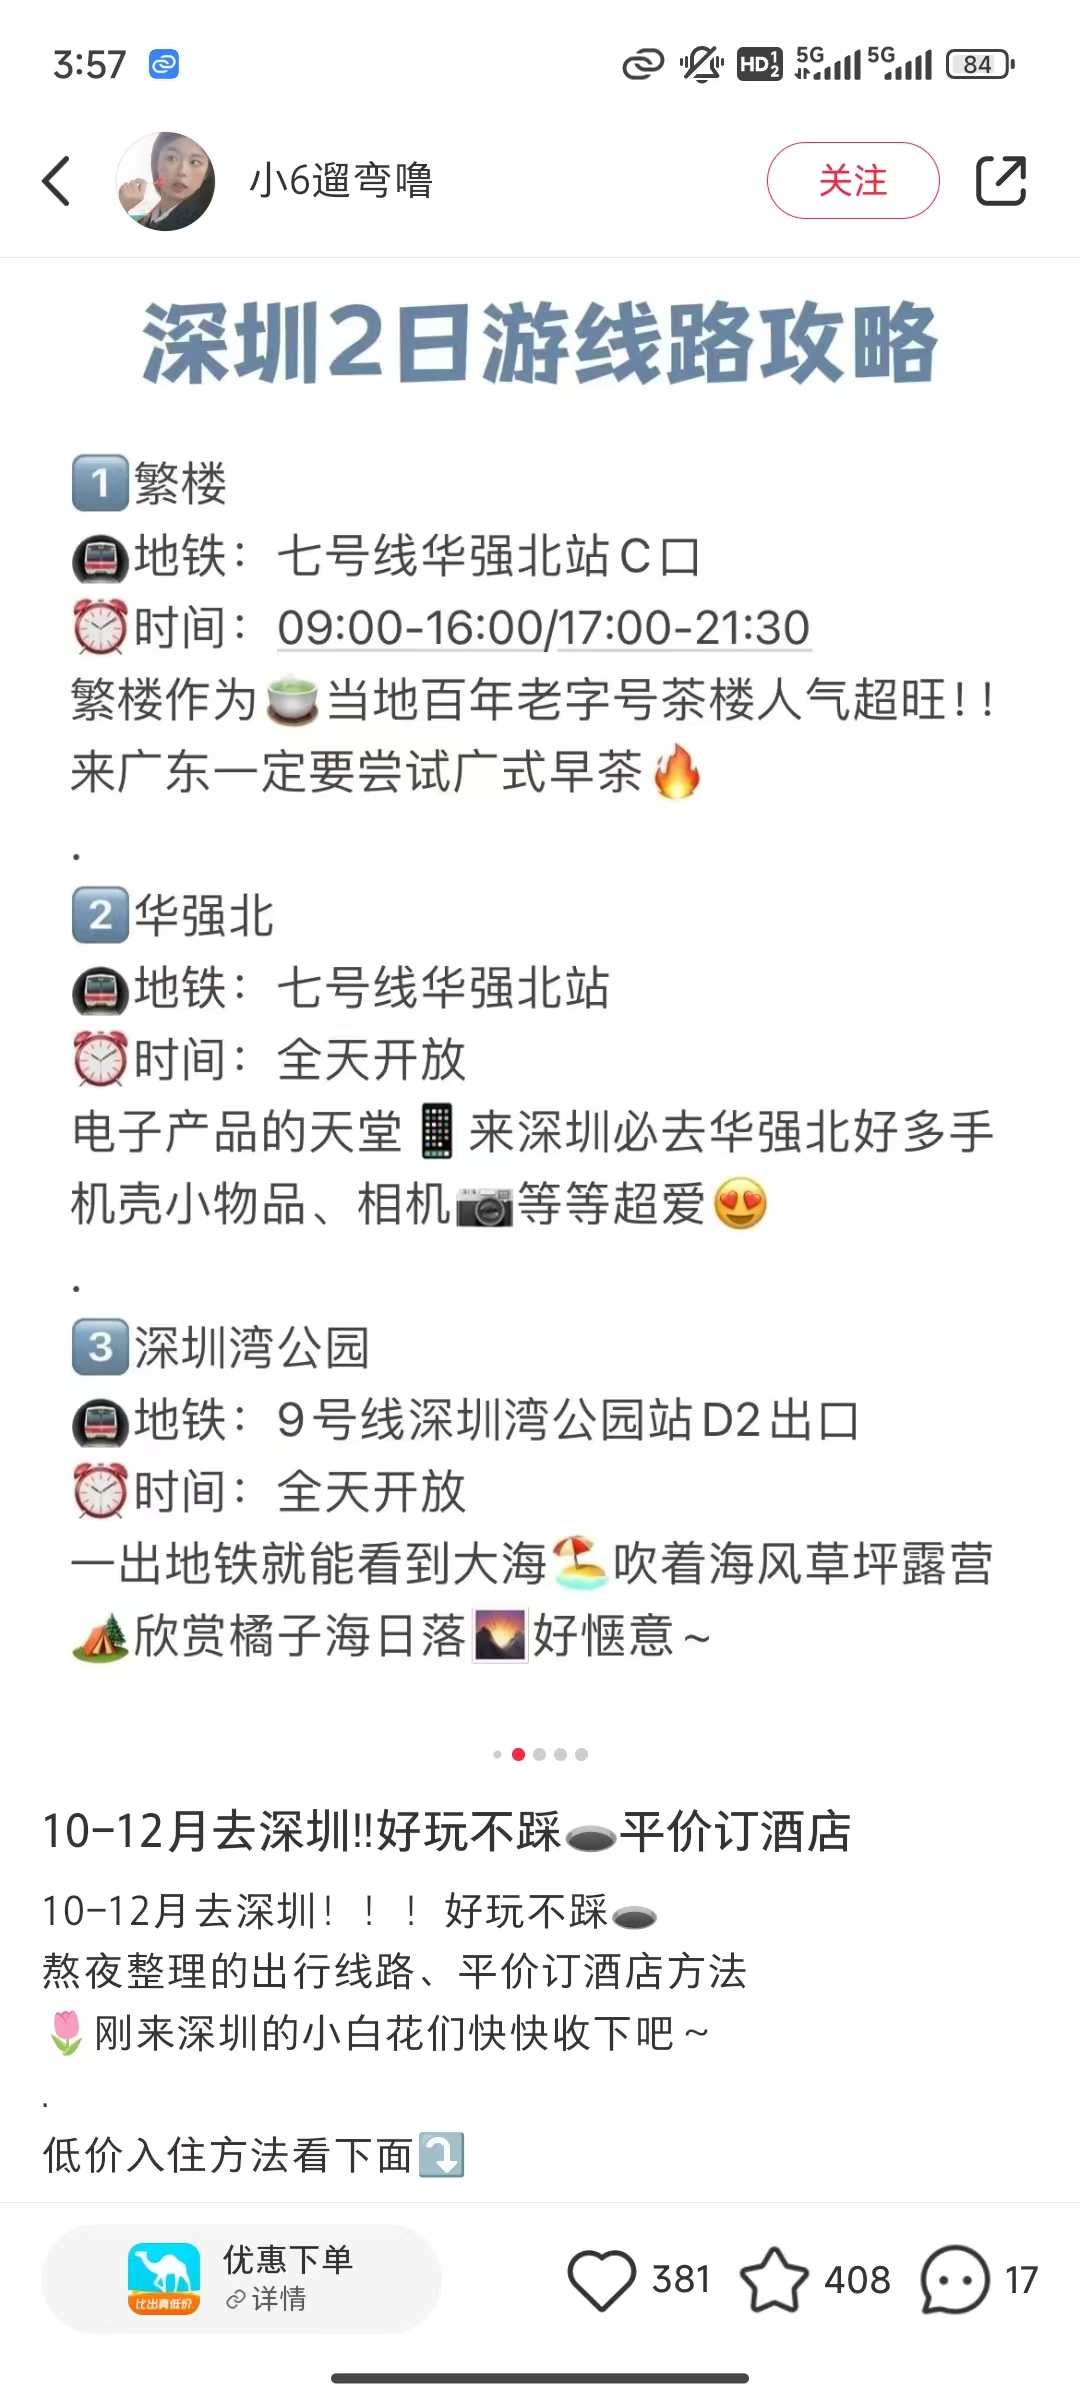 3:57
HD 1 2 5G 5G 84
小6遛弯噜
关注
深圳2日游线路攻略
1繁楼
地铁：七号线华强北站C口
时间：09:00-16:00/17:00-21:30
繁楼作为🍵当地百年老字号茶楼人气超旺！！
来广东一定要尝试广式早茶🔥
.
2华强北
地铁：七号线华强北站
时间：全天开放
电子产品的天堂📱来深圳必去华强北好多手
机壳小物品、相机📷等等超爱😍
.
3深圳湾公园
地铁：9号线深圳湾公园站D2出口
时间：全天开放
一出地铁就能看到大海🏖吹着海风草坪露营
🏕欣赏橘子海日落🌄好惬意~
10-12月去深圳!!好玩不踩🕳平价订酒店
10-12月去深圳！！！好玩不踩🕳
熬夜整理的出行线路、平价订酒店方法
🌷刚来深圳的小白花们快快收下吧~
.
低价入住方法看下面⤵
比出真低价
优惠下单
详情
381
408
17